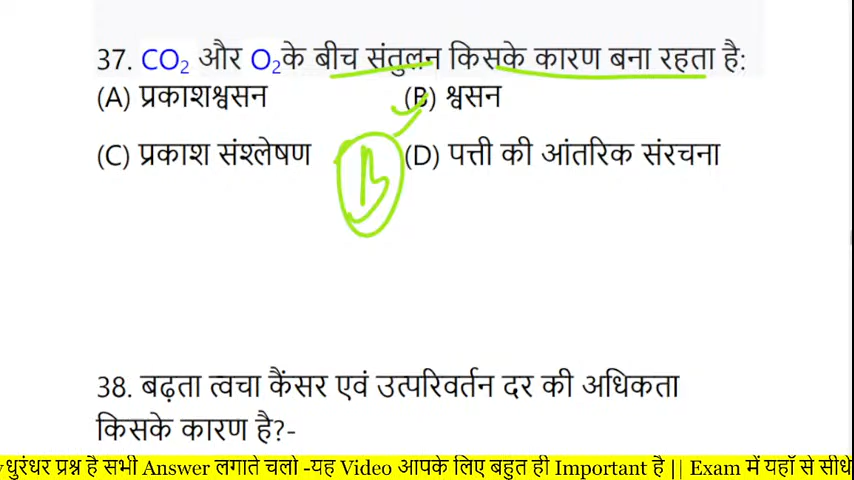 37. CO2 और O2के बीच संतुलन किसके कारण बना रहता है:
(A) प्रकाशश्वसन (B) श्वसन
(C) प्रकाश संश्लेषण (D) पत्ती की आंतरिक संरचना
B
38. बढ़ता त्वचा कैंसर एवं उत्परिवर्तन दर की अधिकता
किसके कारण है?-
धुरंधर प्रश्न है सभी Answer लगाते चलो -यह Video आपके लिए बहुत ही Important है || Exam में यहाँ से सीधे